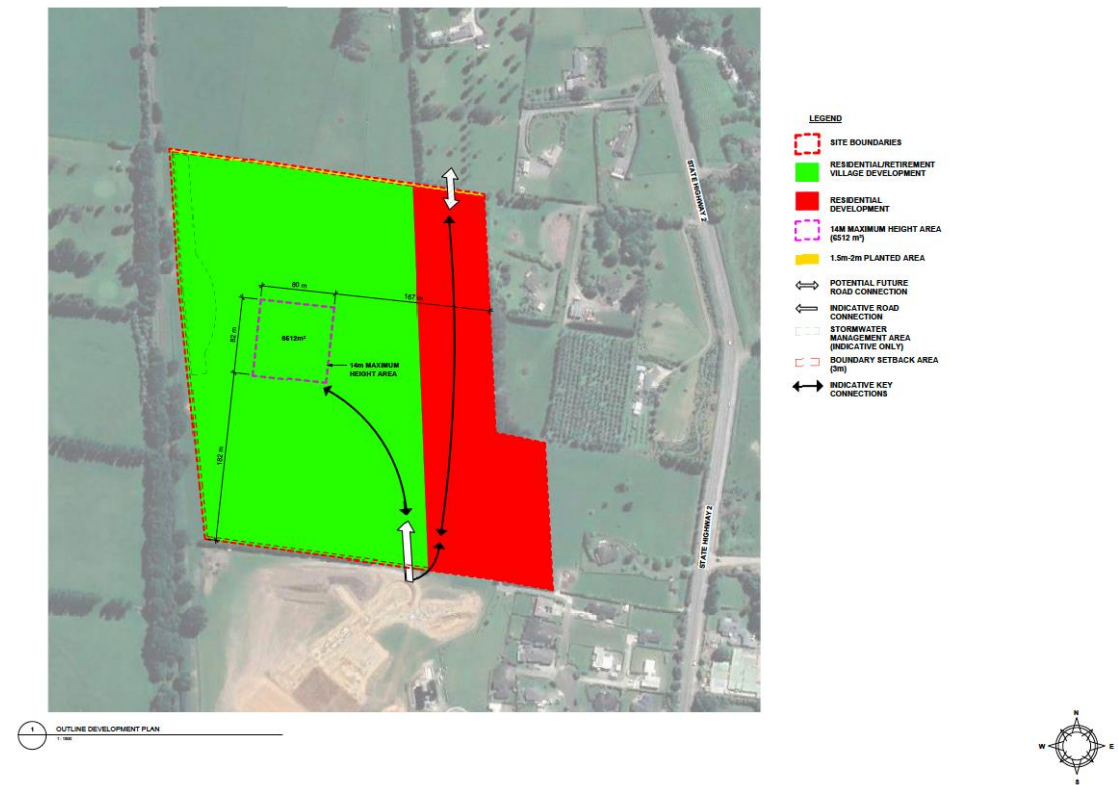 LEGEND
SITE BOUNDARIES
RESIDENTIAL/RETIREMENT
VILLAGE DEVELOPMENT
RESIDENTIAL
DEVELOPMENT
14M MAXIMUM HEIGHT AREA
(6512 m²)
1.5m-2m PLANTED AREA
POTENTIAL FUTURE
ROAD CONNECTION
INDICATIVE ROAD
CONNECTION
STORMWATER
MANAGEMENT AREA
(INDICATIVE ONLY)
BOUNDARY SETBACK AREA
(3m)
INDICATIVE KEY
CONNECTIONS
STATE HIGHWAY 2
80 m
167 m
82 m
6512m²
14m MAXIMUM
HEIGHT AREA
182 m
STATE HIGHWAY 2
1
OUTLINE DEVELOPMENT PLAN
N
W
E
S